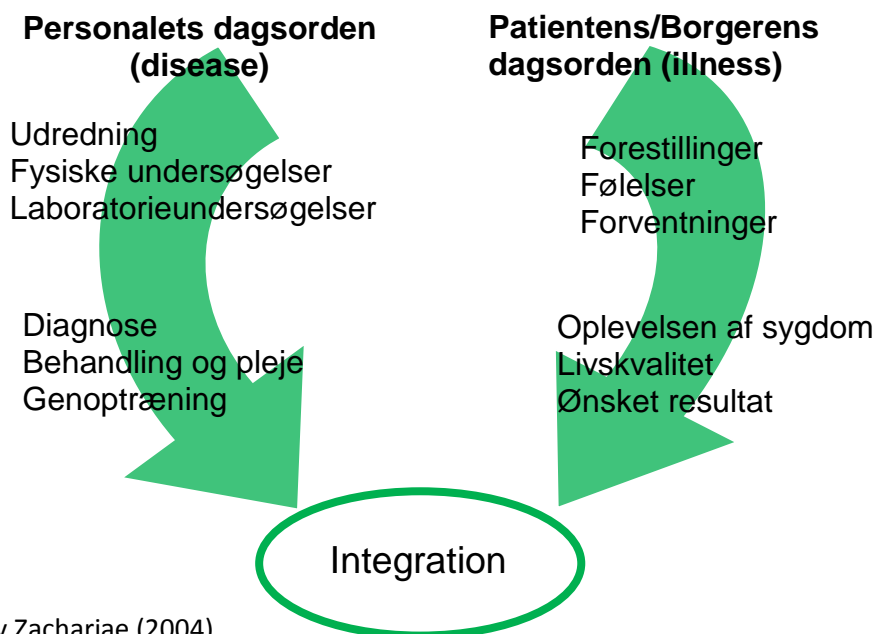 Personalets dagsorden
(disease)
Udredning
Fysiske undersøgelser
Laboratorieundersøgelser
Diagnose
Behandling og pleje
Genoptræning
Patientens/Borgerens
dagsorden (illness)
Forestillinger
Følelser
Forventninger
Oplevelsen af sygdom
Livskvalitet
Ønsket resultat
Integration
Zachariae (2004)